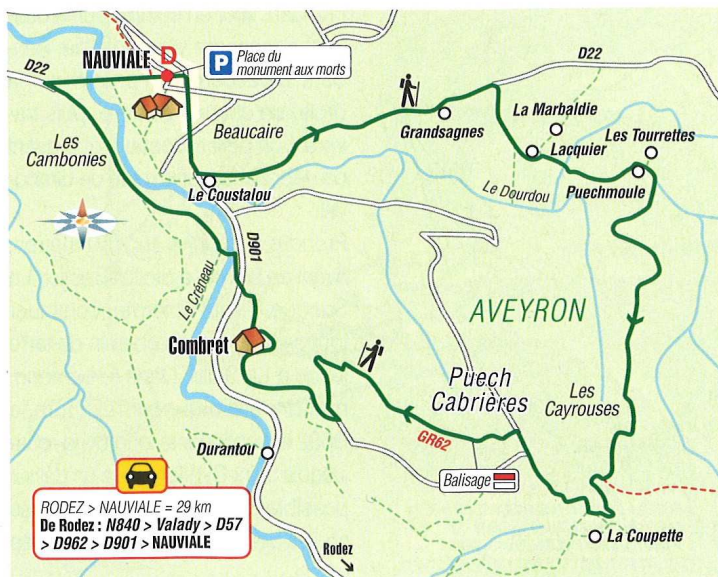 D22
NAUVIALE
D
P
Place du
monument aux morts
D22
Les
Cambonies
Beaucaire
Grandsagnes
La Marbaldie
Lacquier
Les Tourrettes
Puechmoule
Le Coustalou
Le Dourdou
D901
Le Créneau
AVEYRON
Combret
Puech
Cabrières
Les
Cayrouses
GR62
Balisage
Durantou
La Coupette
RODEZ > NAUVIALE = 29 km
De Rodez : N840 > Valady > D57
> D962 > D901 > NAUVIALE
Rodez